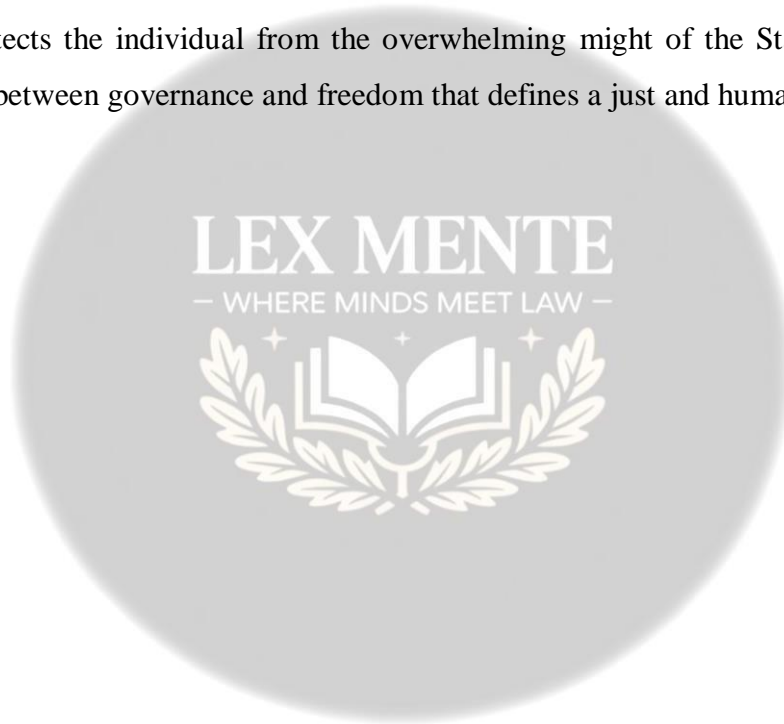 tects the individual from the overwhelming might of the St
between governance and freedom that defines a just and huma
LEX MENTE
– WHERE MINDS MEET LAW –